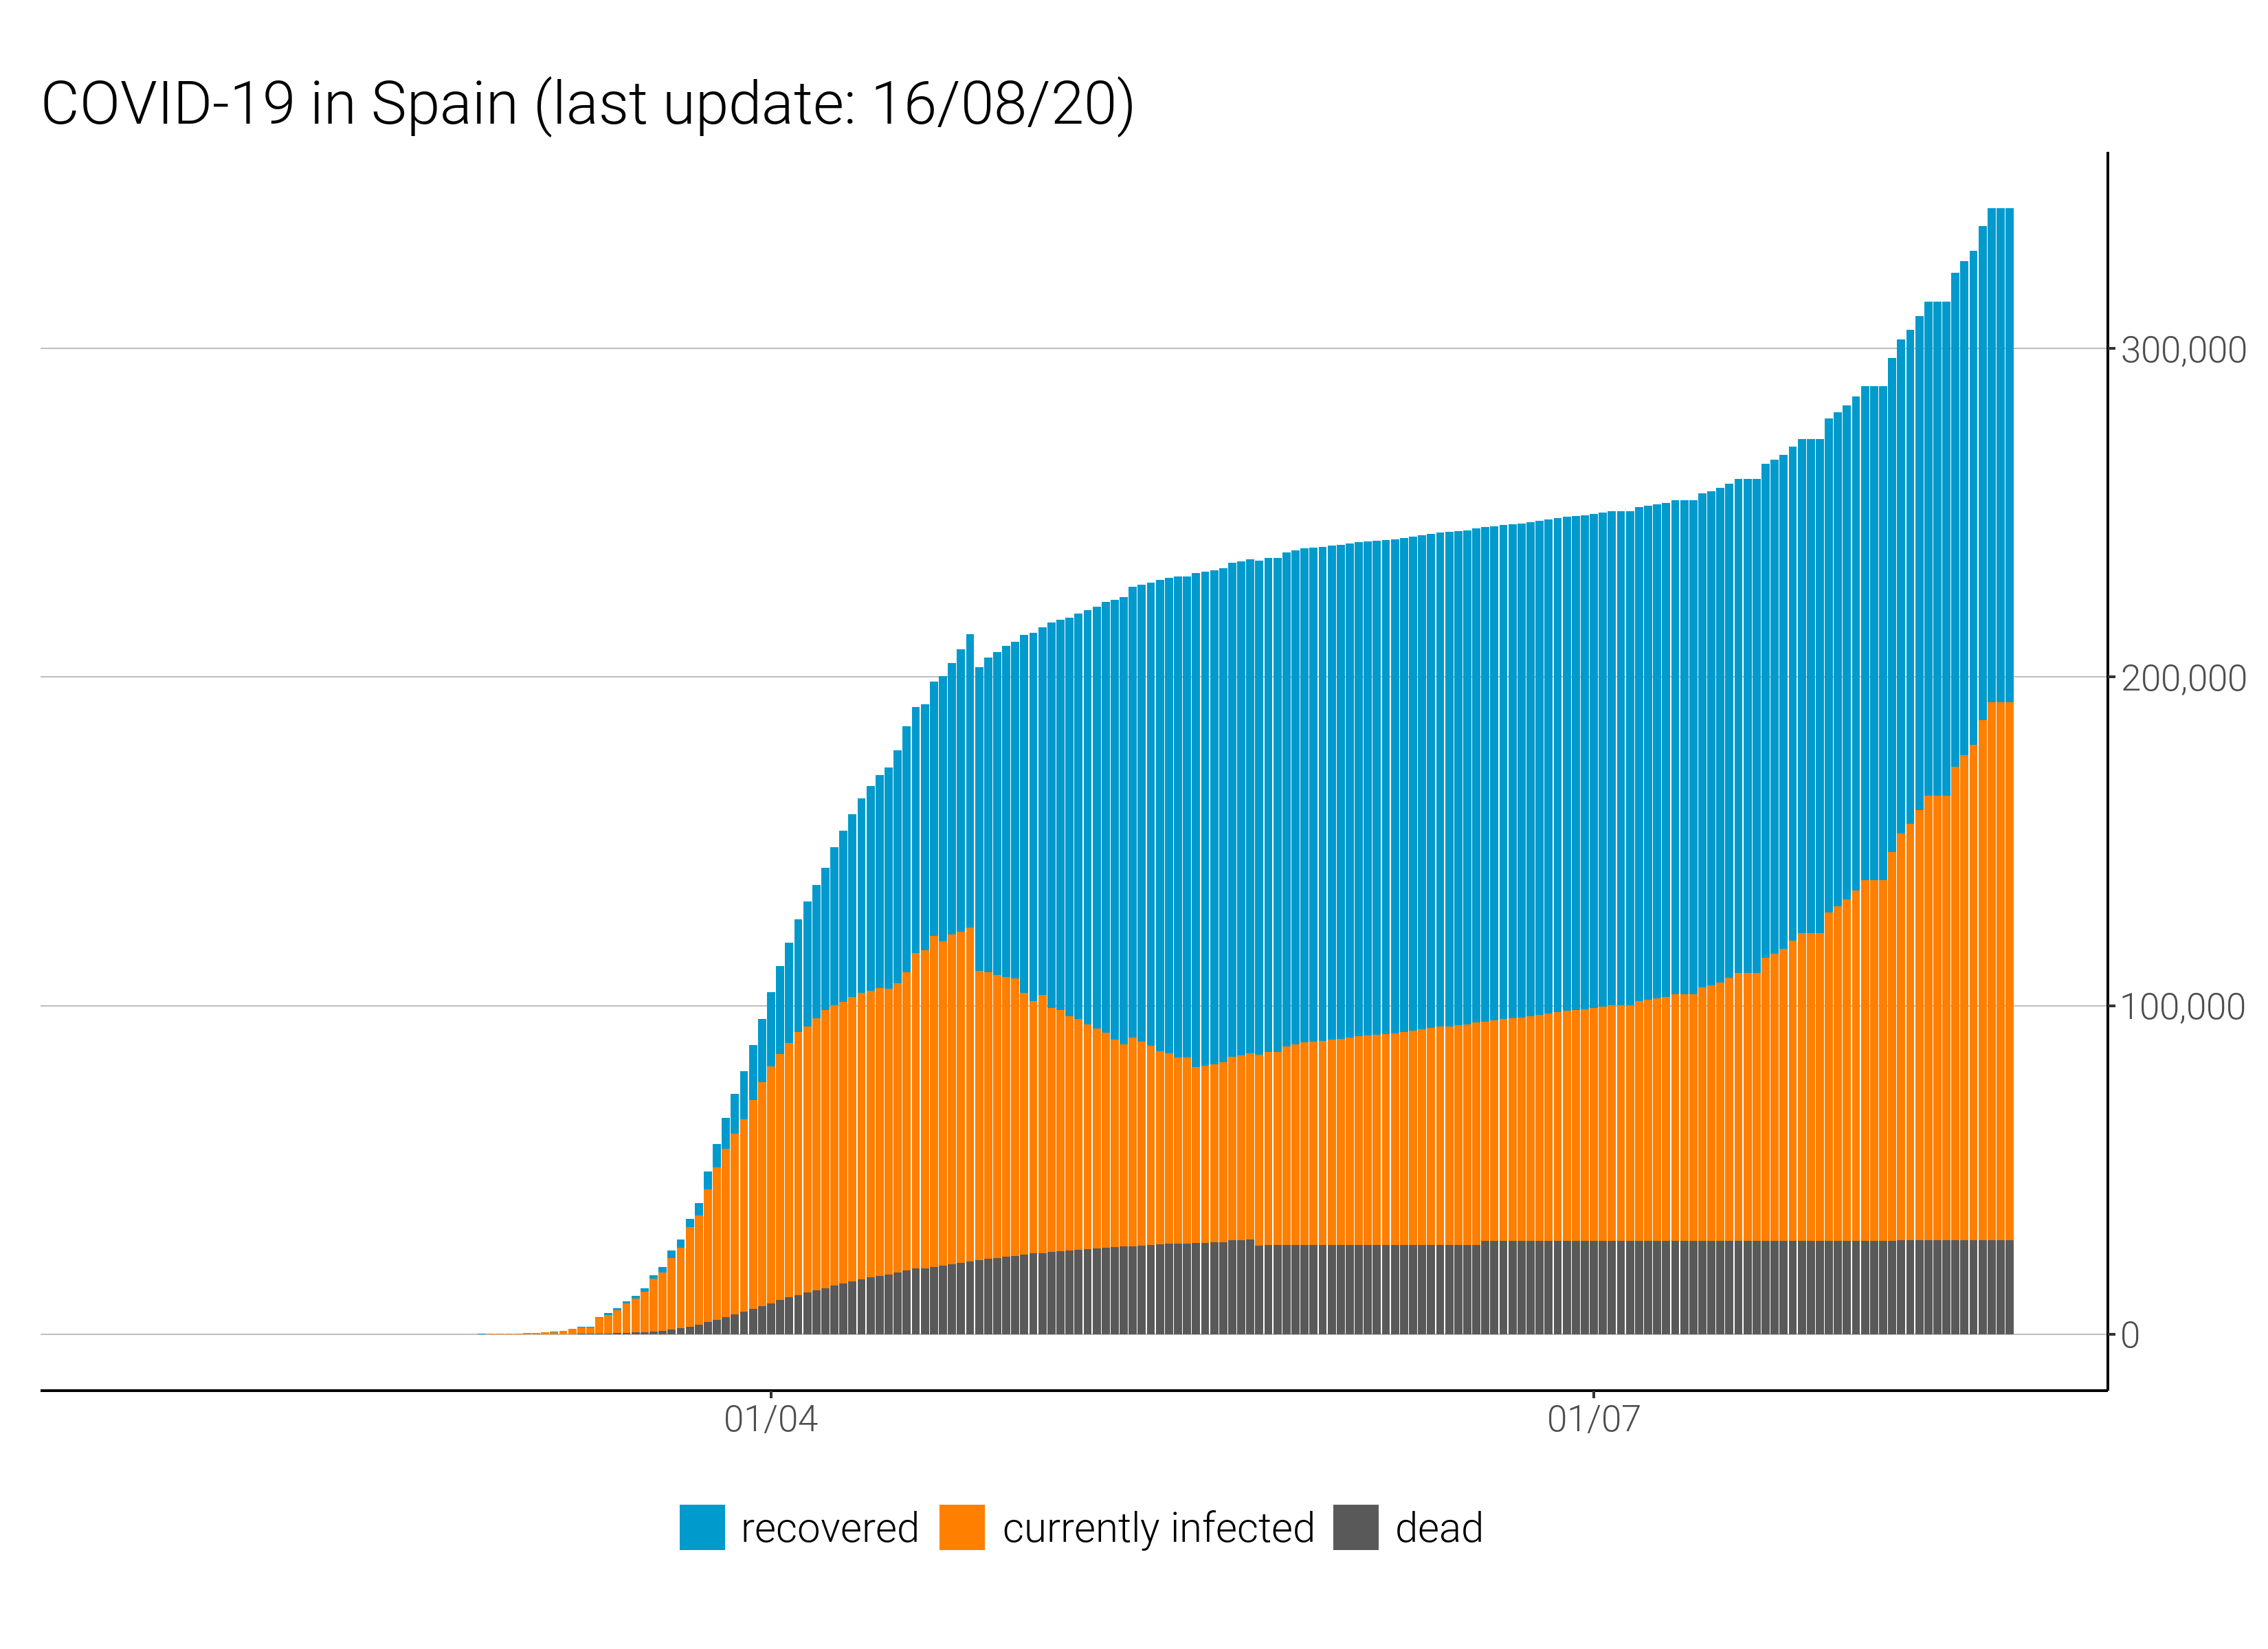 COVID-19 in Spain (last update: 16/08/20)
300,000
200,000
100,000
0
01/04 01/07
recovered currently infected dead